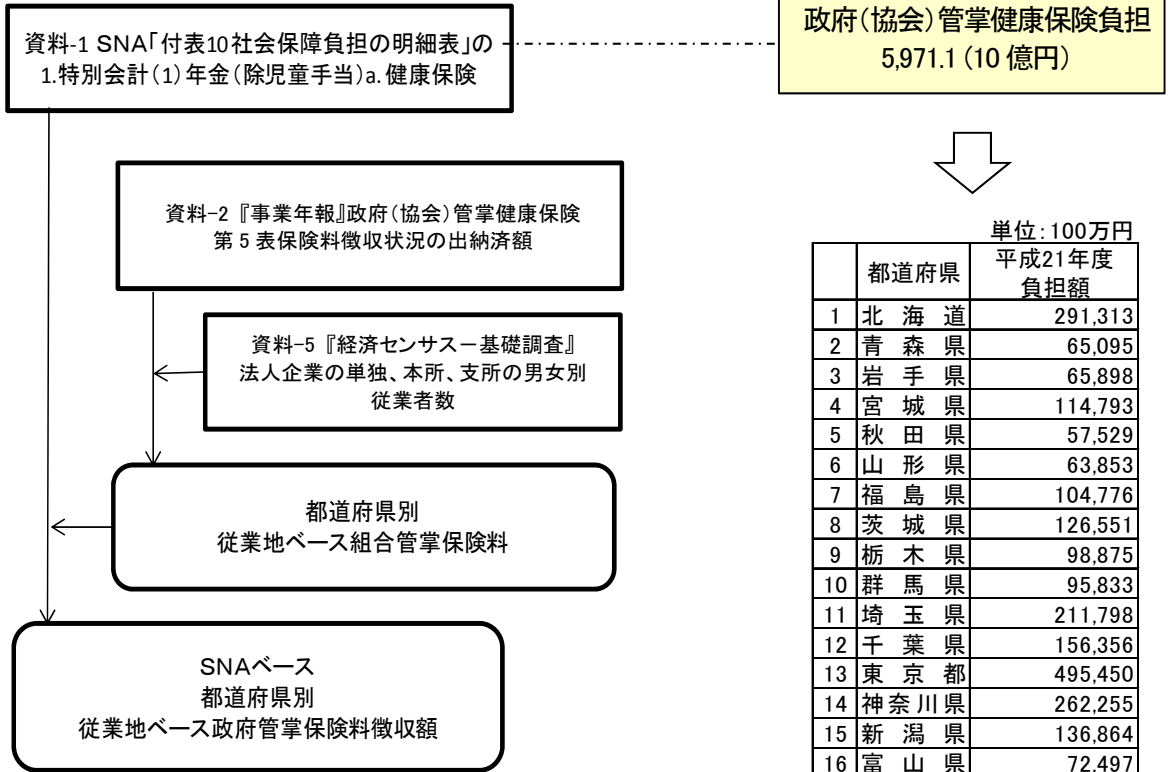 資料-1 SNA「付表10社会保障負担の明細表」の
1.特別会計(1)年金(除児童手当)a.健康保険
政府(協会)管掌健康保険負担
5,971.1(10億円)
資料-2『事業年報』政府(協会)管掌健康保険
第5表保険料徴収状況の出納済額
資料-5『経済センサス-基礎調査』
法人企業の単独、本所、支所の男女別
従業者数
都道府県別
従業地ベース組合管掌保険料
SNAベース
都道府県別
従業地ベース政府管掌保険料徴収額
単位:100万円
都道府県 平成21年度
負担額
1 北海道 291,313
2 青森県 65,095
3 岩手県 65,898
4 宮城県 114,793
5 秋田県 57,529
6 山形県 63,853
7 福島県 104,776
8 茨城県 126,551
9 栃木県 98,875
10 群馬県 95,833
11 埼玉県 211,798
12 千葉県 156,356
13 東京都 495,450
14 神奈川県 262,255
15 新潟県 136,864
16 富山県 72,497